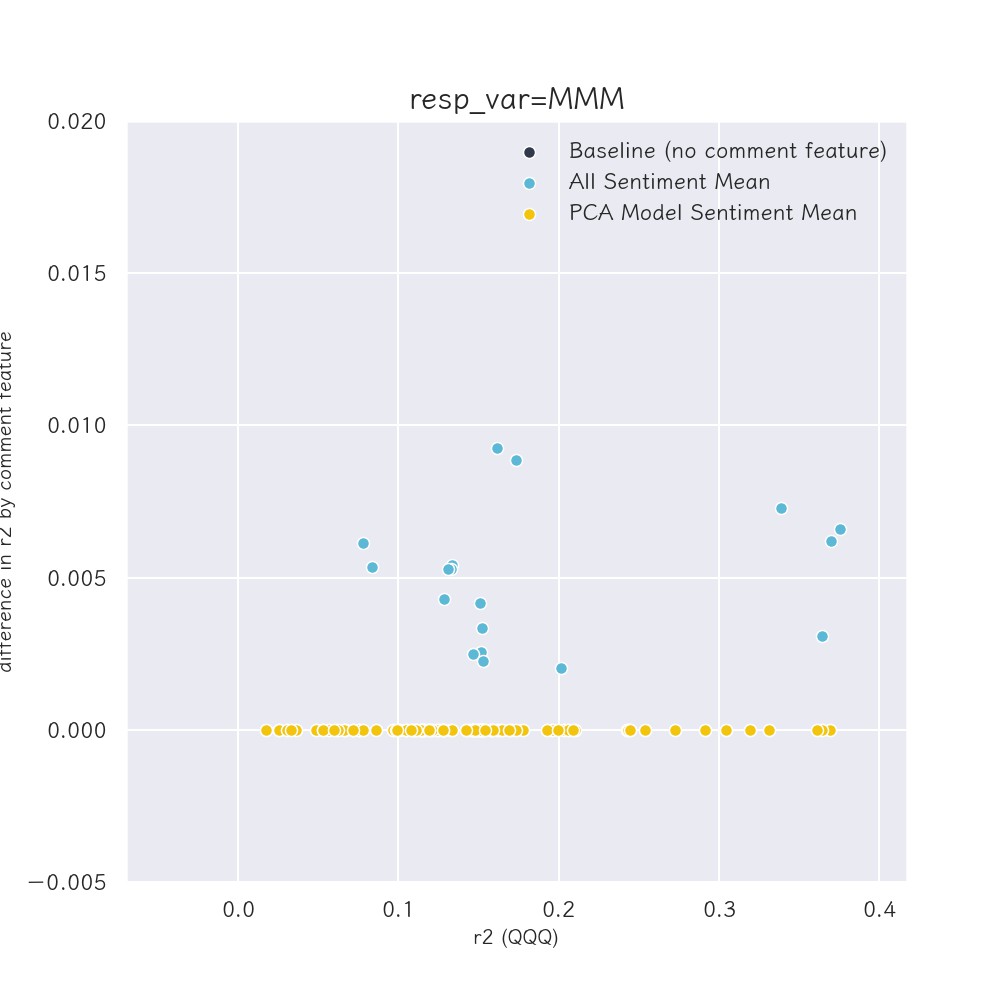 resp_var=MMM
0.020
0.015
0.010
0.005
0.000
−0.005
difference in r2 by comment feature
Baseline (no comment feature)
All Sentiment Mean
PCA Model Sentiment Mean
0.0
0.1
0.2
0.3
0.4
r2 (QQQ)